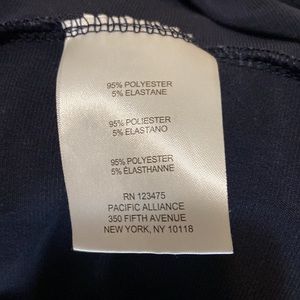 95% POLYESTER
5% ELASTANE
95% POLIESTER
5% ELASTANO
95% POLYESTER
5% ÉLASTHANNE
RN 123475
PACIFIC ALLIANCE
350 FIFTH AVENUE
NEW YORK, NY 10118